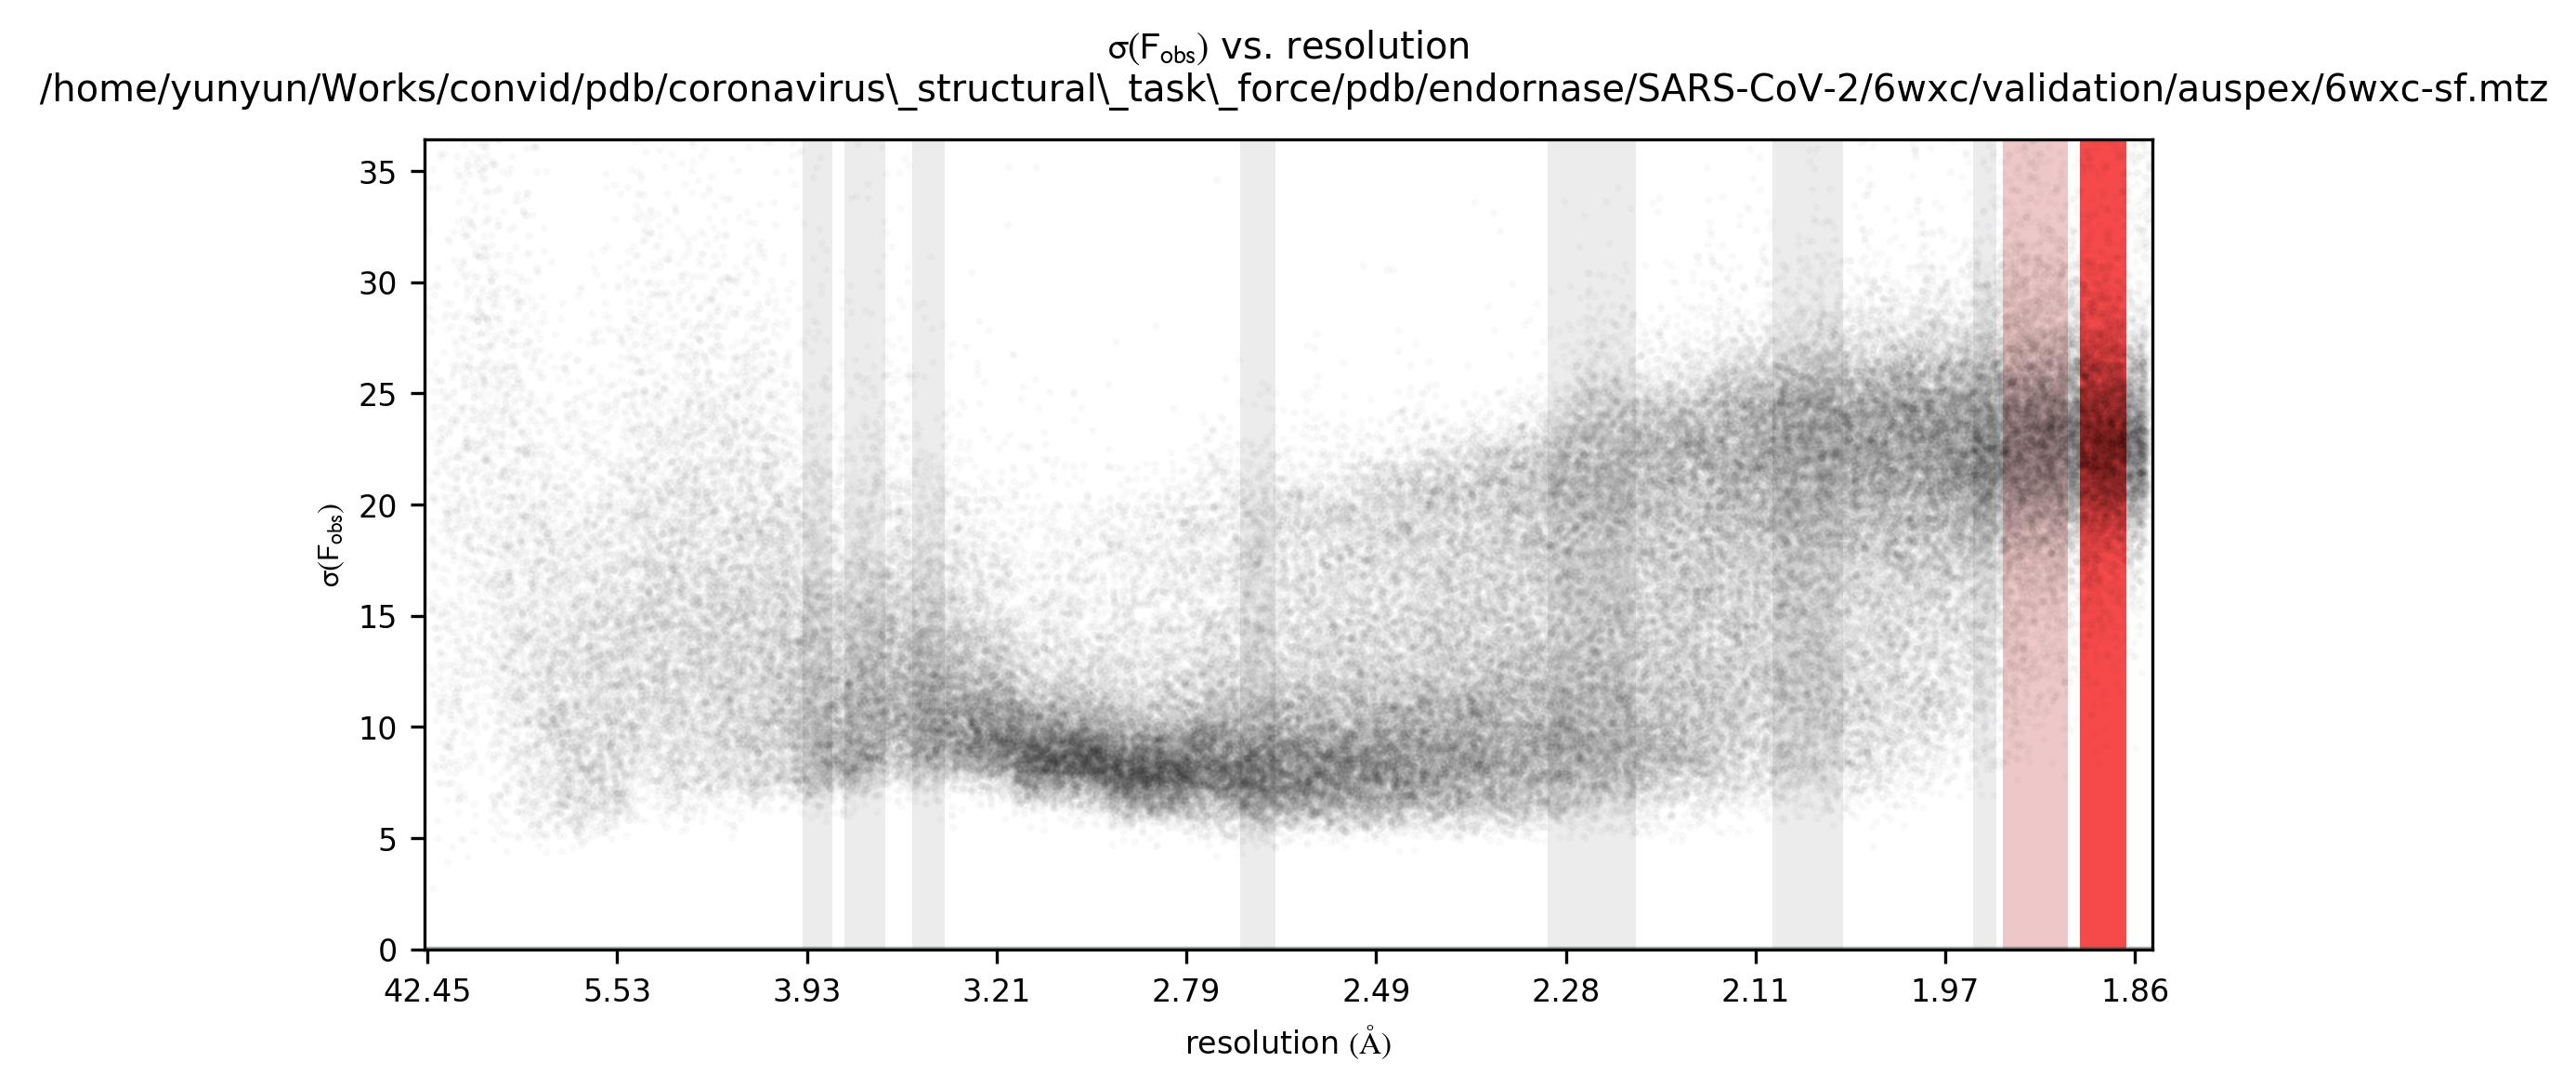 σ(F_obs) vs. resolution
/home/yunyun/Works/convid/pdb/coronavirus\_structural\_task\_force/pdb/endornase/SARS-CoV-2/6wxc/validation/auspex/6wxc-sf.mtz
35
30
25
20
15
10
5
0
σ(F_obs)
42.45 5.53 3.93 3.21 2.79 2.49 2.28 2.11 1.97 1.86
resolution (Å)